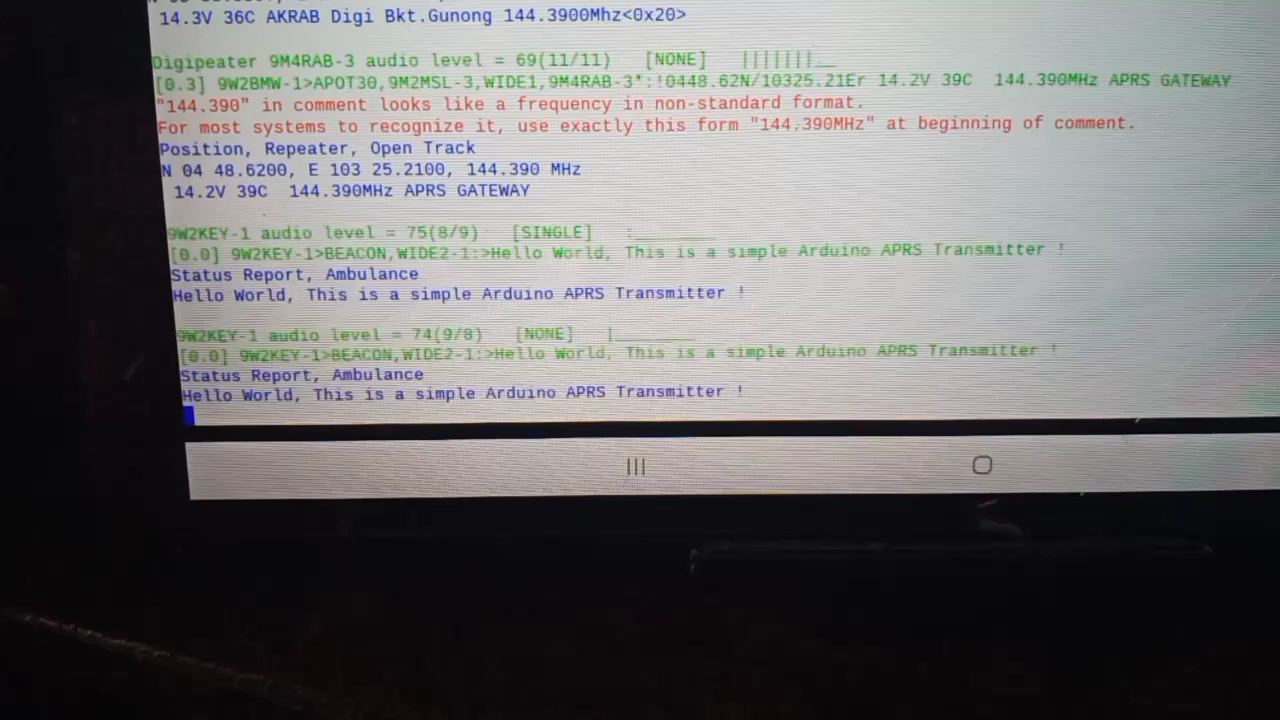 14.3V 36C AKRAB Digi Bkt.Gunong 144.3900Mhz<0x20>
Digipeater 9M4RAB-3 audio level = 69(11/11) [NONE] |||||||__
[0.3] 9W2BMW-1>APOT30,9M2MSL-3,WIDE1,9M4RAB-3*:!0448.62N/10325.21Er 14.2V 39C 144.390MHz APRS GATEWAY
"144.390" in comment looks like a frequency in non-standard format.
For most systems to recognize it, use exactly this form "144.390MHz" at beginning of comment.
Position, Repeater, Open Track
N 04 48.6200, E 103 25.2100, 144.390 MHz
14.2V 39C 144.390MHz APRS GATEWAY
9W2KEY-1 audio level = 75(8/9) [SINGLE] :________
[0.0] 9W2KEY-1>BEACON,WIDE2-1:>Hello World, This is a simple Arduino APRS Transmitter !
Status Report, Ambulance
Hello World, This is a simple Arduino APRS Transmitter !
9W2KEY-1 audio level = 74(9/8) [NONE] |________
[0.0] 9W2KEY-1>BEACON,WIDE2-1:>Hello World, This is a simple Arduino APRS Transmitter !
Status Report, Ambulance
Hello World, This is a simple Arduino APRS Transmitter !